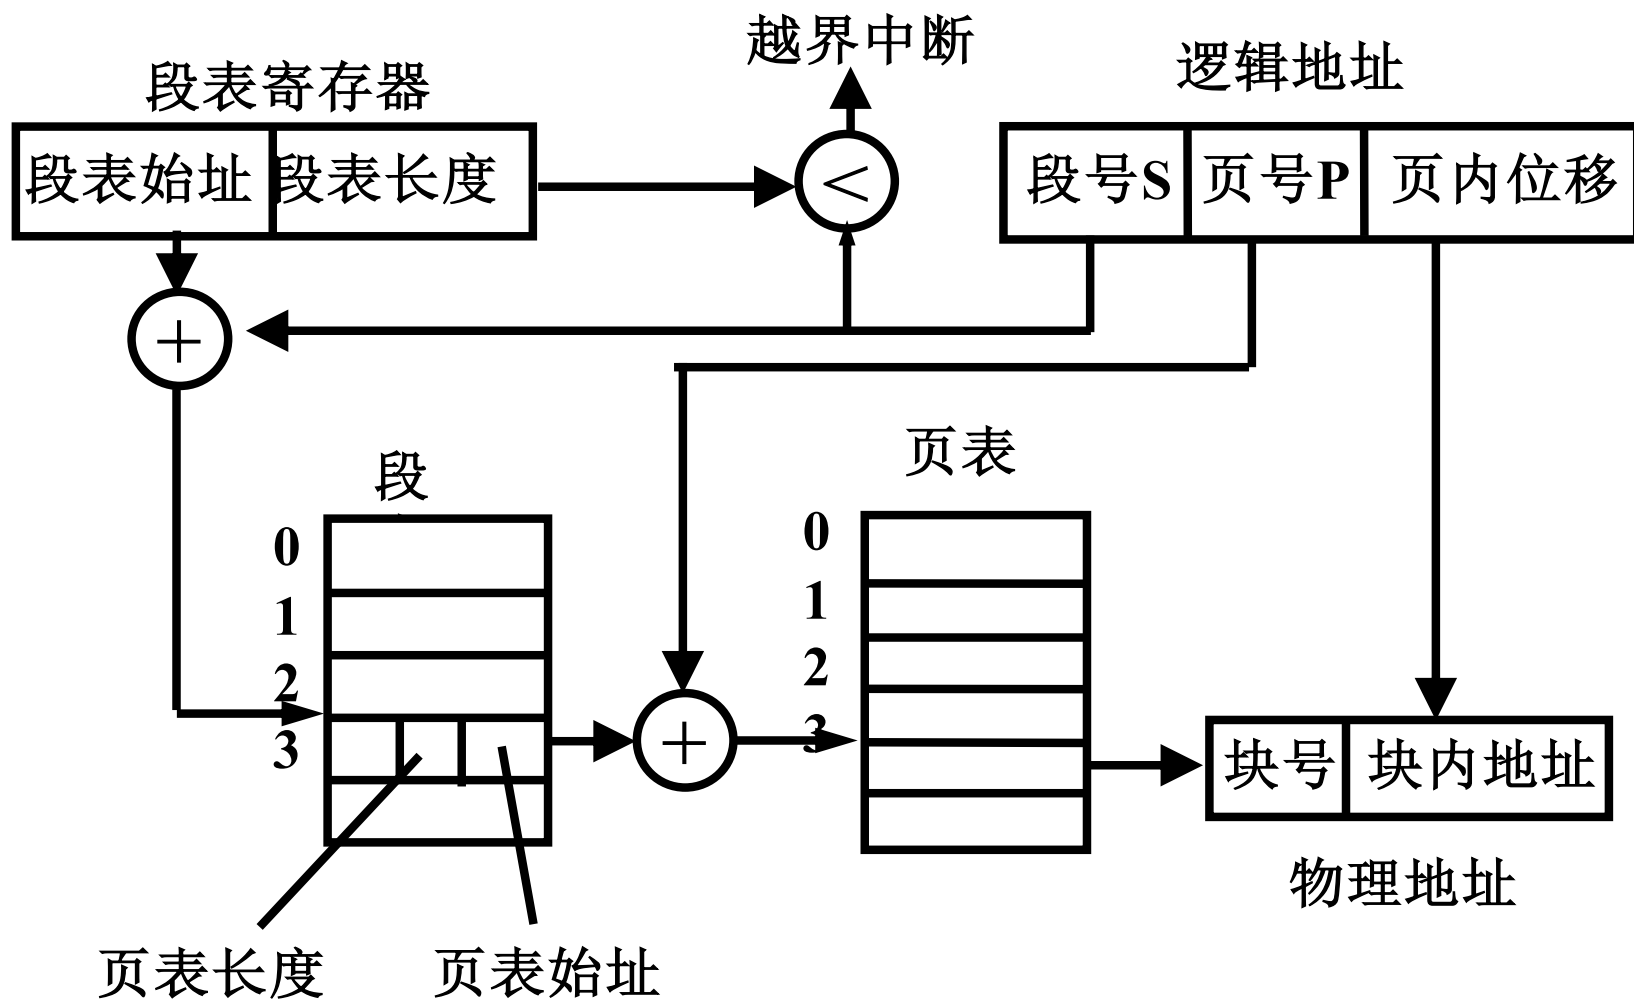 越界中断
逻辑地址
段表寄存器
段表始址 段表长度
<
段号S 页号P 页内位移
+
页表
段
0
1
2
3
0
1
2
3
+
块号 块内地址
物理地址
页表长度 页表始址